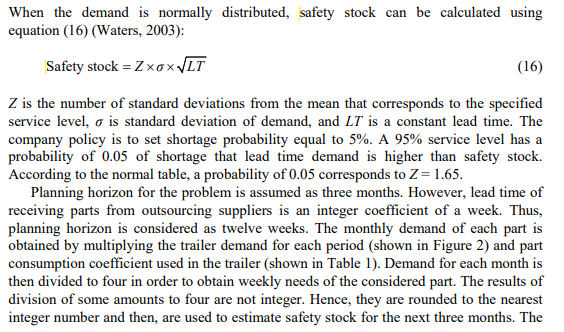 When the demand is normally distributed, safety stock can be calculated using
equation (16) (Waters, 2003):
Safety stock = Z×σ×√LT (16)
Z is the number of standard deviations from the mean that corresponds to the specified
service level, σ is standard deviation of demand, and LT is a constant lead time. The
company policy is to set shortage probability equal to 5%. A 95% service level has a
probability of 0.05 of shortage that lead time demand is higher than safety stock.
According to the normal table, a probability of 0.05 corresponds to Z = 1.65.
Planning horizon for the problem is assumed as three months. However, lead time of
receiving parts from outsourcing suppliers is an integer coefficient of a week. Thus,
planning horizon is considered as twelve weeks. The monthly demand of each part is
obtained by multiplying the trailer demand for each period (shown in Figure 2) and part
consumption coefficient used in the trailer (shown in Table 1). Demand for each month is
then divided to four in order to obtain weekly needs of the considered part. The results of
division of some amounts to four are not integer. Hence, they are rounded to the nearest
integer number and then, are used to estimate safety stock for the next three months. The